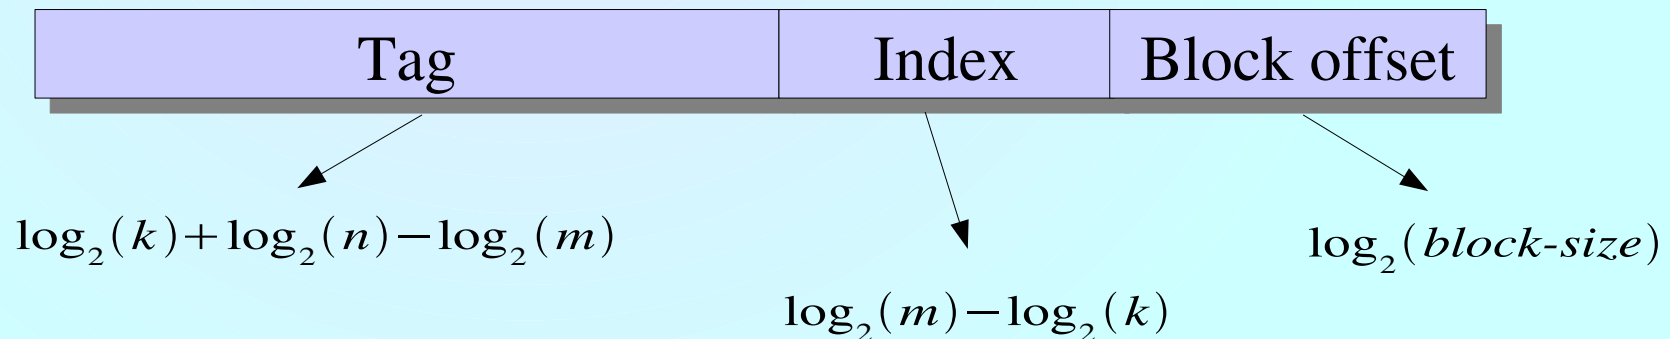 Tag Index Block offset
log₂(k)+log₂(n)−log₂(m)
log₂(block-size)
log₂(m)−log₂(k)